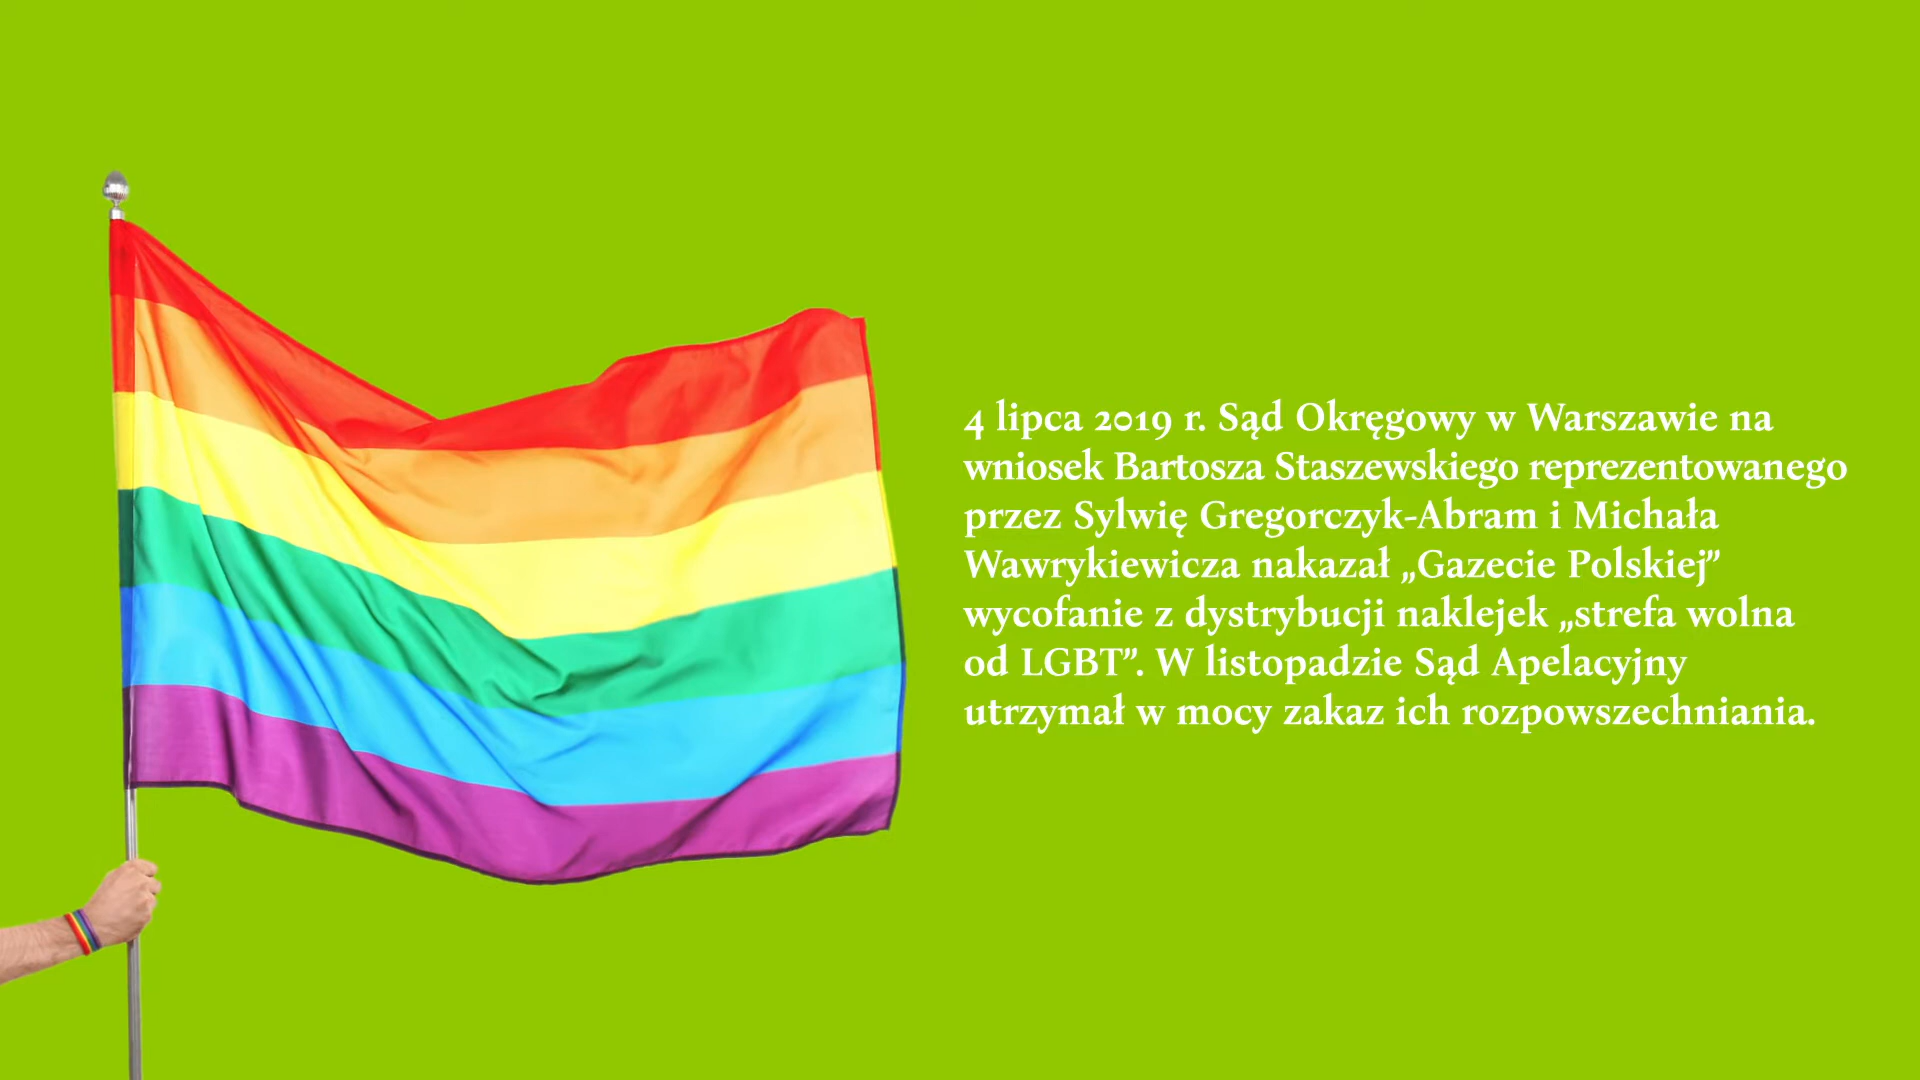 4 lipca 2019 r. Sąd Okręgowy w Warszawie na
wniosek Bartosza Staszewskiego reprezentowanego
przez Sylwię Gregorczyk-Abram i Michała
Wawrykiewicza nakazał „Gazecie Polskiej”
wycofanie z dystrybucji naklejek „strefa wolna
od LGBT”. W listopadzie Sąd Apelacyjny
utrzymał w mocy zakaz ich rozpowszechniania.